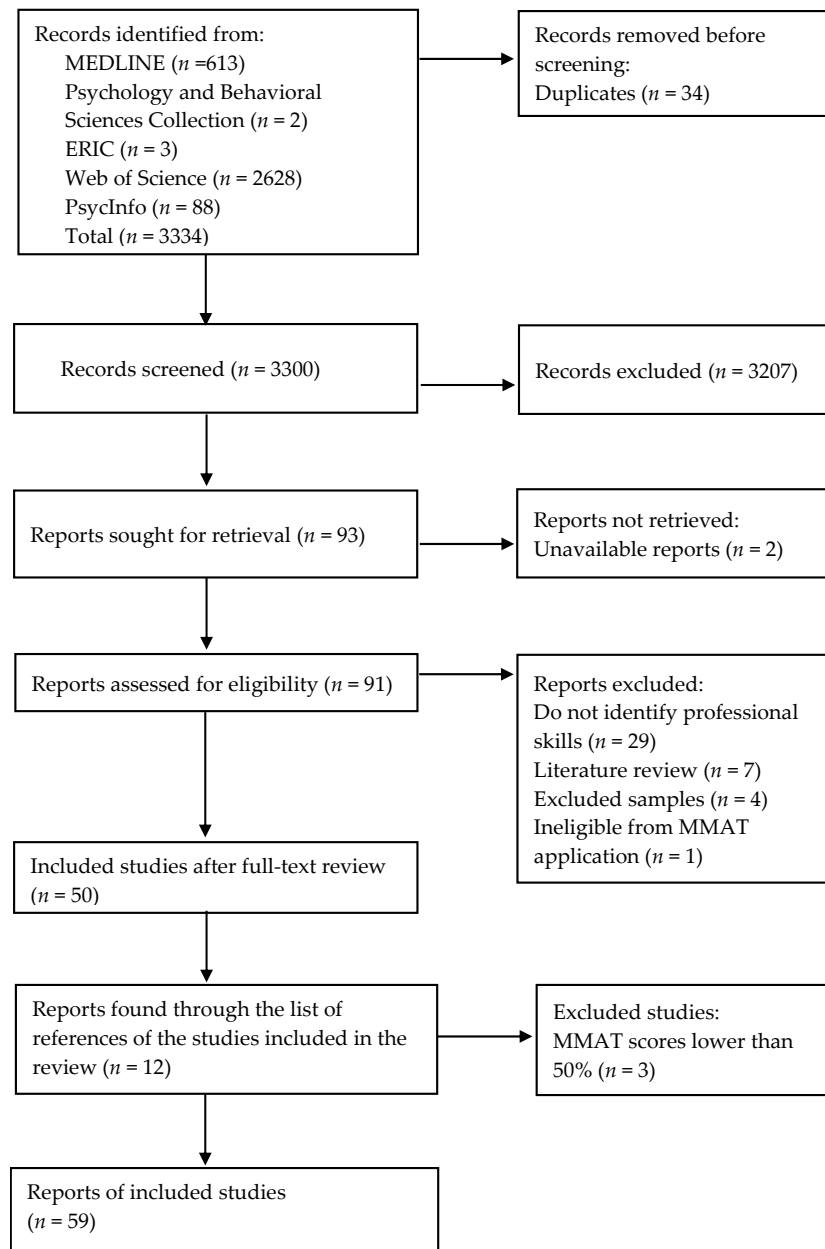 Records identified from:
MEDLINE (n =613)
Psychology and Behavioral
Sciences Collection (n = 2)
ERIC (n = 3)
Web of Science (n = 2628)
PsycInfo (n = 88)
Total (n = 3334)
Records removed before
screening:
Duplicates (n = 34)
Records screened (n = 3300)
Records excluded (n = 3207)
Reports sought for retrieval (n = 93)
Reports not retrieved:
Unavailable reports (n = 2)
Reports assessed for eligibility (n = 91)
Reports excluded:
Do not identify professional
skills (n = 29)
Literature review (n = 7)
Excluded samples (n = 4)
Ineligible from MMAT
application (n = 1)
Included studies after full-text review
(n = 50)
Reports found through the list of
references of the studies included in the
review (n = 12)
Excluded studies:
MMAT scores lower than
50% (n = 3)
Reports of included studies
(n = 59)